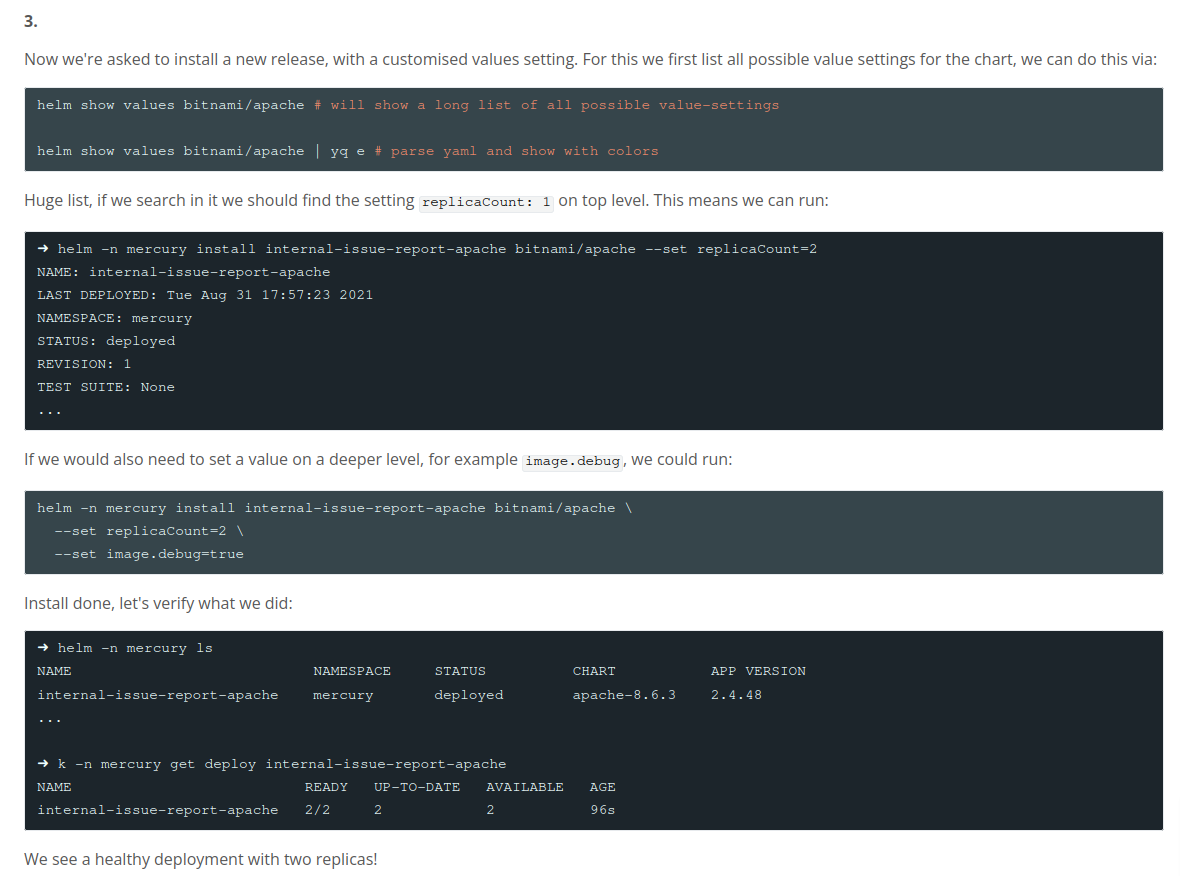 3.
Now we're asked to install a new release, with a customised values setting. For this we first list all possible value settings for the chart, we can do this via:
helm show values bitnami/apache # will show a long list of all possible value-settings
helm show values bitnami/apache | yq e # parse yaml and show with colors
Huge list, if we search in it we should find the setting replicaCount: 1 on top level. This means we can run:
➜ helm -n mercury install internal-issue-report-apache bitnami/apache --set replicaCount=2
NAME: internal-issue-report-apache
LAST DEPLOYED: Tue Aug 31 17:57:23 2021
NAMESPACE: mercury
STATUS: deployed
REVISION: 1
TEST SUITE: None
...
If we would also need to set a value on a deeper level, for example image.debug, we could run:
helm -n mercury install internal-issue-report-apache bitnami/apache \
  --set replicaCount=2 \
  --set image.debug=true
Install done, let's verify what we did:
➜ helm -n mercury ls
NAME NAMESPACE STATUS CHART APP VERSION
internal-issue-report-apache mercury deployed apache-8.6.3 2.4.48
...
➜ k -n mercury get deploy internal-issue-report-apache
NAME READY UP-TO-DATE AVAILABLE AGE
internal-issue-report-apache 2/2 2 2 96s
We see a healthy deployment with two replicas!